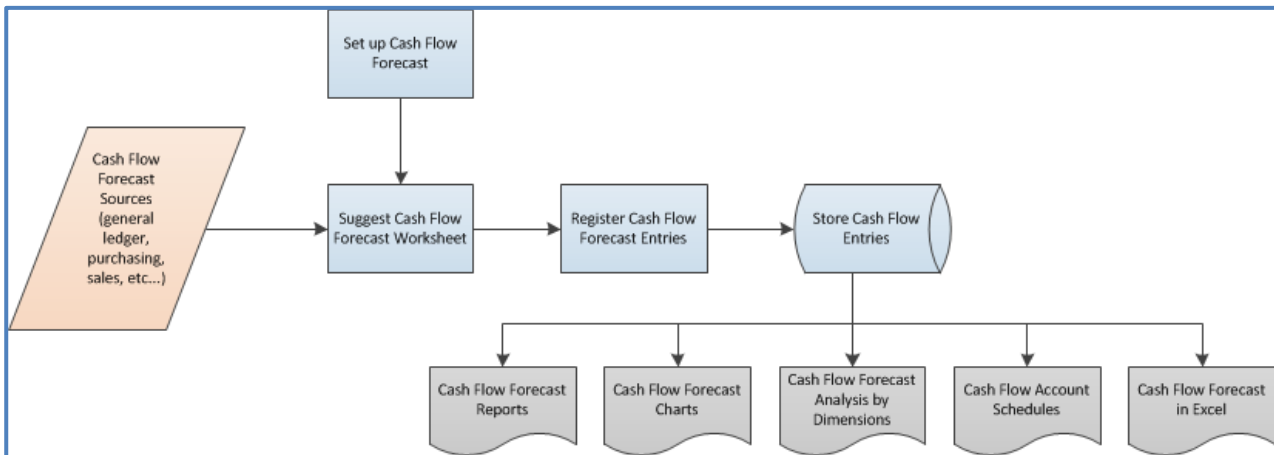 Set up Cash Flow
Forecast
Cash Flow
Forecast
Sources
(general
ledger,
purchasing,
sales, etc...)
Suggest Cash Flow
Forecast Worksheet
Register Cash Flow
Forecast Entries
Store Cash Flow
Entries
Cash Flow Forecast
Reports
Cash Flow Forecast
Charts
Cash Flow Forecast
Analysis by
Dimensions
Cash Flow Account
Schedules
Cash Flow Forecast
in Excel